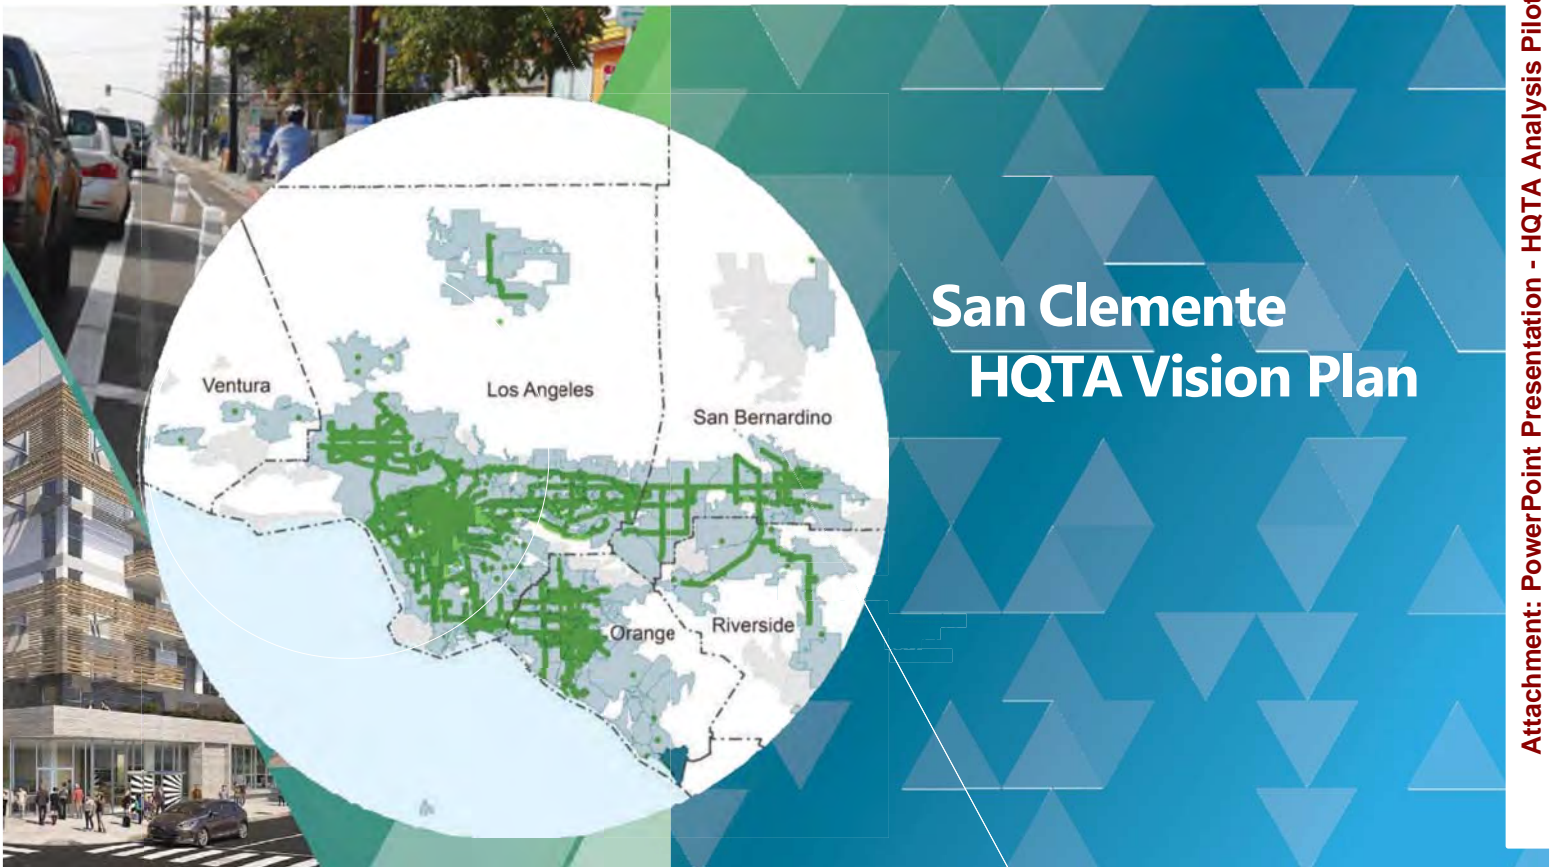 San Clemente
HQTA Vision Plan
Ventura
Los Angeles
San Bernardino
Orange
Riverside
Attachment: PowerPoint Presentation - HQTA Analysis Pilot